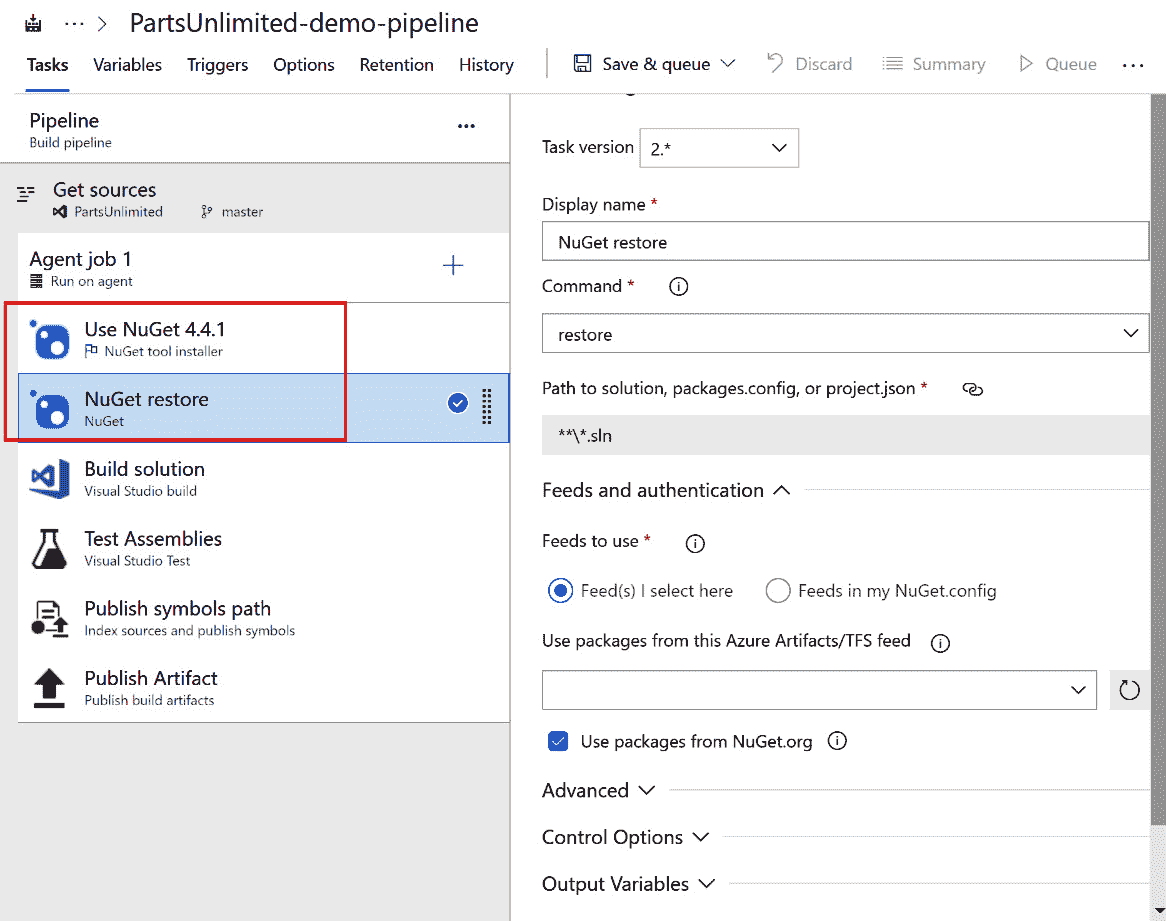 ... > PartsUnlimited-demo-pipeline
Tasks Variables Triggers Options Retention History Save & queue Discard Summary Queue ...
Pipeline
Build pipeline
Get sources
PartsUnlimited master
Agent job 1
Run on agent
Use NuGet 4.4.1
NuGet tool installer
NuGet restore
NuGet
Build solution
Visual Studio build
Test Assemblies
Visual Studio Test
Publish symbols path
Index sources and publish symbols
Publish Artifact
Publish build artifacts
Task version 2.*
Display name *
NuGet restore
Command *
restore
Path to solution, packages.config, or project.json *
**\*.sln
Feeds and authentication
Feeds to use *
Feed(s) I select here Feeds in my NuGet.config
Use packages from this Azure Artifacts/TFS feed
Use packages from NuGet.org
Advanced
Control Options
Output Variables